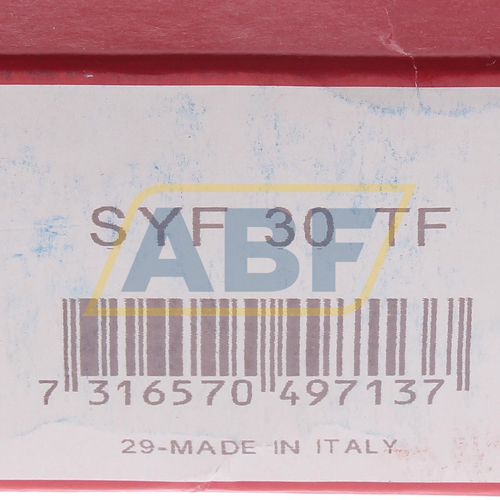 SYF 30 TF
ABF
7 316570 497137
29-MADE IN ITALY